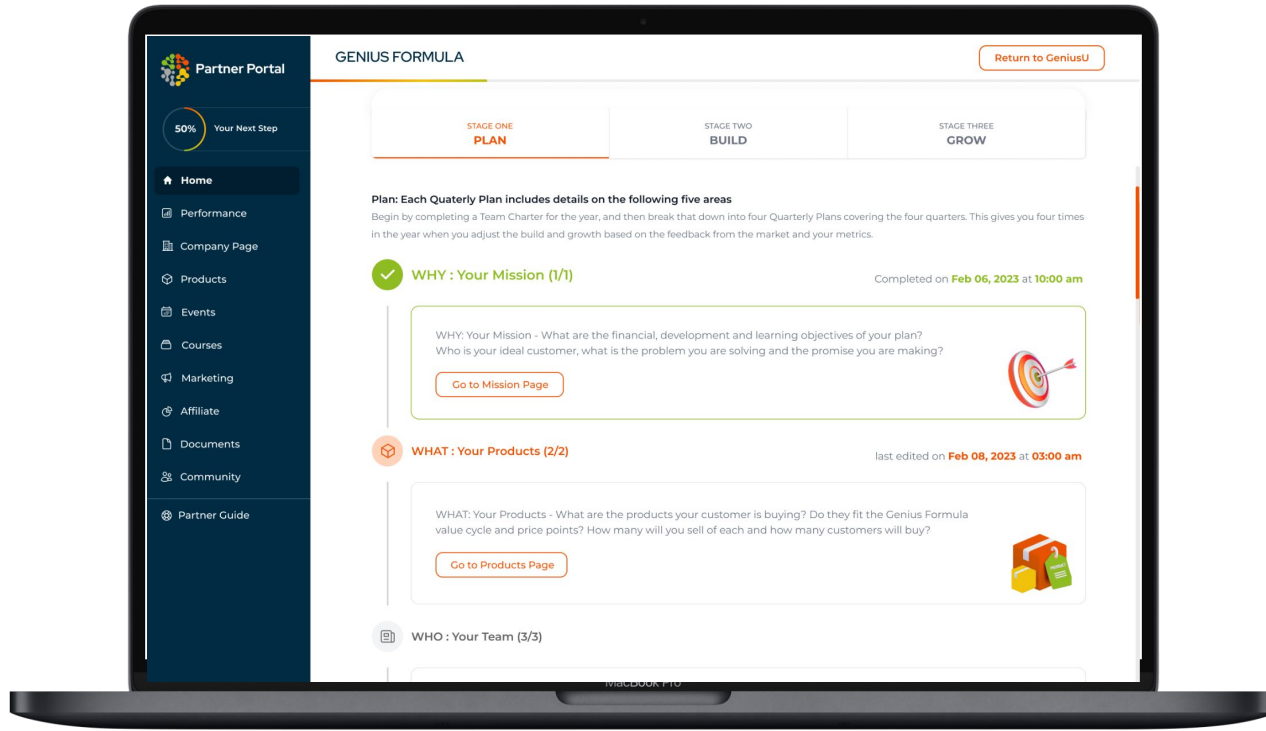 Partner Portal
50% Your Next Step
Home
Performance
Company Page
Products
Events
Courses
Marketing
Affiliate
Documents
Community
Partner Guide
GENIUS FORMULA
Return to GeniusU
STAGE ONE
PLAN
STAGE TWO
BUILD
STAGE THREE
GROW
Plan: Each Quaterly Plan includes details on the following five areas
Begin by completing a Team Charter for the year, and then break that down into four Quarterly Plans covering the four quarters. This gives you four times
in the year when you adjust the build and growth based on the feedback from the market and your metrics.
WHY : Your Mission (1/1)
Completed on Feb 06, 2023 at 10:00 am
WHY: Your Mission - What are the financial, development and learning objectives of your plan?
Who is your ideal customer, what is the problem you are solving and the promise you are making?
Go to Mission Page
WHAT : Your Products (2/2)
last edited on Feb 08, 2023 at 03:00 am
WHAT: Your Products - What are the products your customer is buying? Do they fit the Genius Formula
value cycle and price points? How many will you sell of each and how many customers will buy?
Go to Products Page
WHO : Your Team (3/3)
MacBook Pro